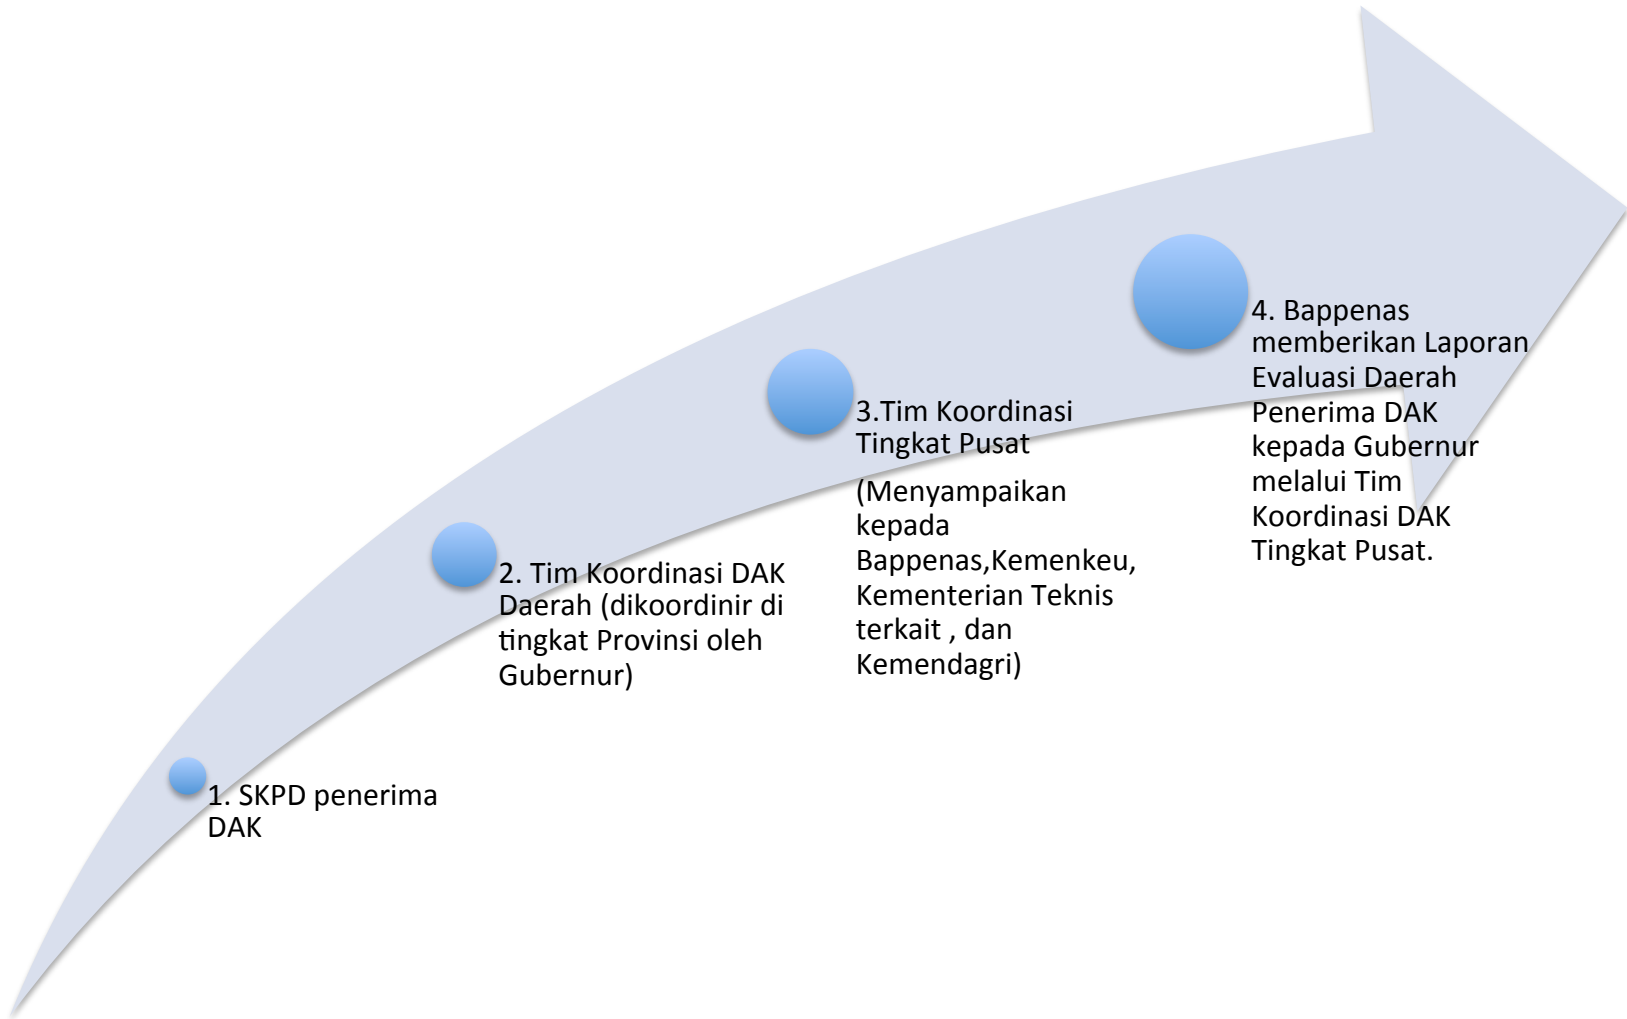 1. SKPD penerima
DAK
2. Tim Koordinasi DAK
Daerah (dikoordinir di
tingkat Provinsi oleh
Gubernur)
3.Tim Koordinasi
Tingkat Pusat
(Menyampaikan
kepada
Bappenas,Kemenkeu,
Kementerian Teknis
terkait , dan
Kemendagri)
4. Bappenas
memberikan Laporan
Evaluasi Daerah
Penerima DAK
kepada Gubernur
melalui Tim
Koordinasi DAK
Tingkat Pusat.